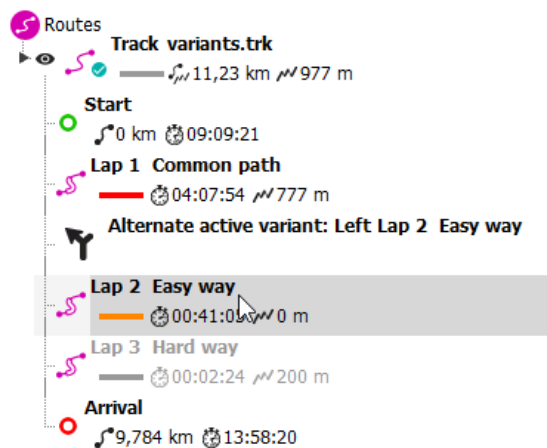 Routes
Track variants.trk
11,23 km 977 m
Start
0 km 09:09:21
Lap 1 Common path
04:07:54 777 m
Alternate active variant: Left Lap 2 Easy way
Lap 2 Easy way
0 m
Lap 3 Hard way
00:02:24 200 m
Arrival
9,784 km 13:58:20